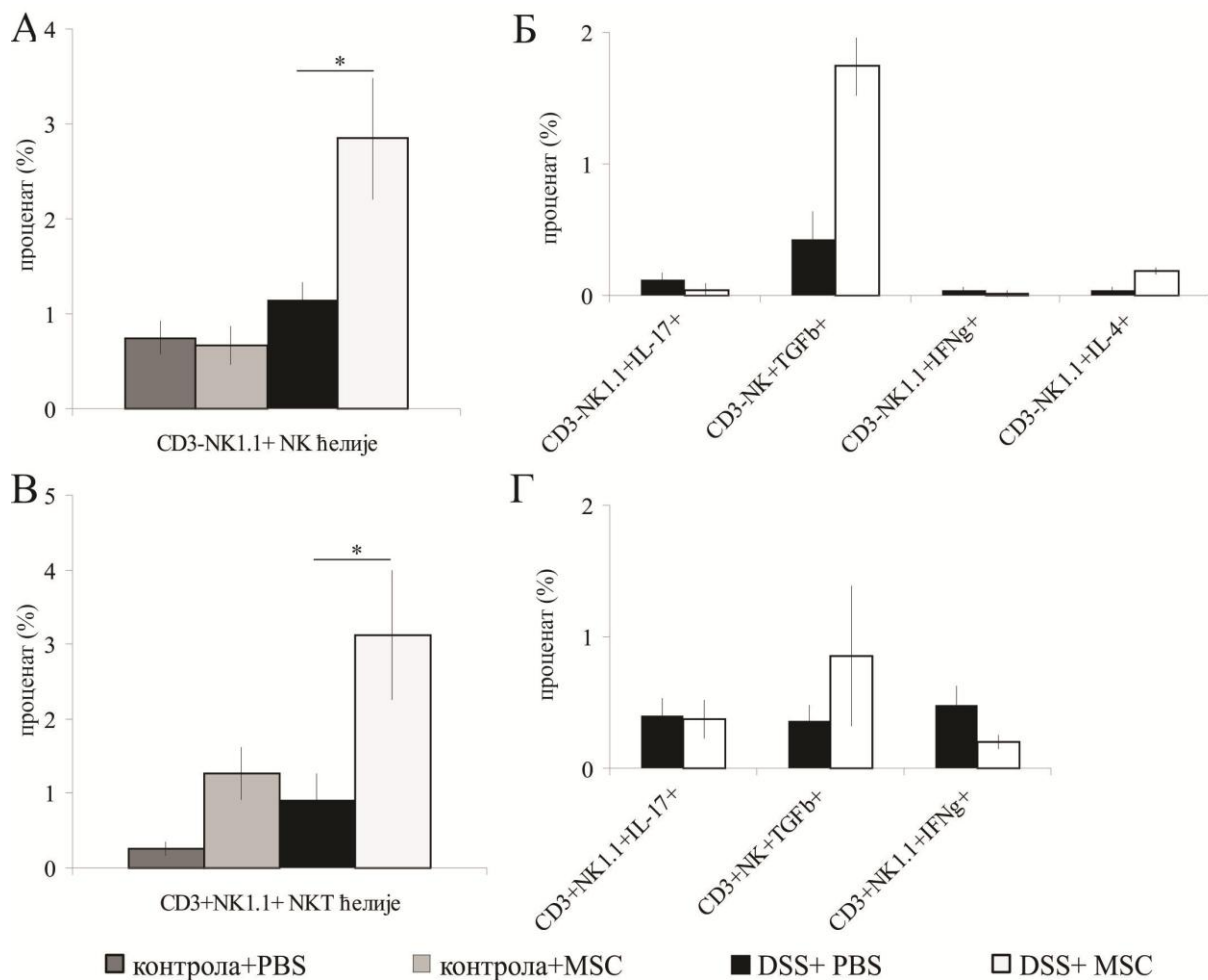 А
4
3
2
1
0
проценат (%)
*
CD3-NK1.1+ NK ћелије
Б
2
1
0
проценат (%)
CD3-NK1.1+IL-17+
CD3-NK+TGFb+
CD3-NK1.1+IFNg+
CD3-NK1.1+IL-4+
В
5
4
3
2
1
0
проценат (%)
*
CD3+NK1.1+ NKT ћелије
Г
2
1
0
проценат (%)
CD3+NK1.1+IL-17+
CD3+NK+TGFb+
CD3+NK1.1+IFNg+
контрола+PBS
контрола+MSC
DSS+ PBS
DSS+ MSC